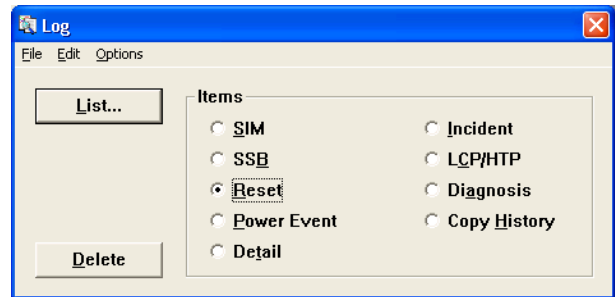 Log
File Edit Options
List...
Items
SIM
Incident
SSB
LCP/HTP
Reset
Diagnosis
Power Event
Copy History
Detail
Delete